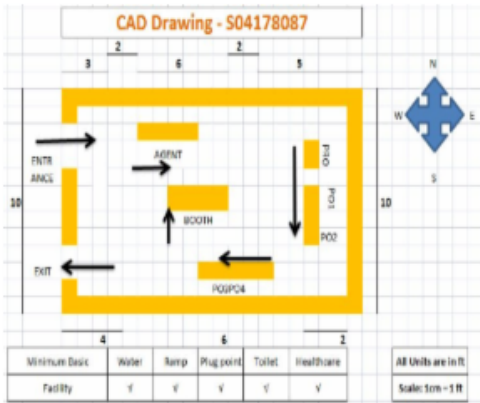 CAD Drawing - S04178087
2 2
3 6 5
N
W E
S
ENTR
ANCE
AGENT
PRO
PO1
PO2
BOOTH
10
10
EXIT
PO3PO4
4 6 2
Minimum Basic Water Ramp Plug point Toilet Healthcare
Facility √ √ √ √ √
All Units are in ft
Scale: 1cm - 1 ft